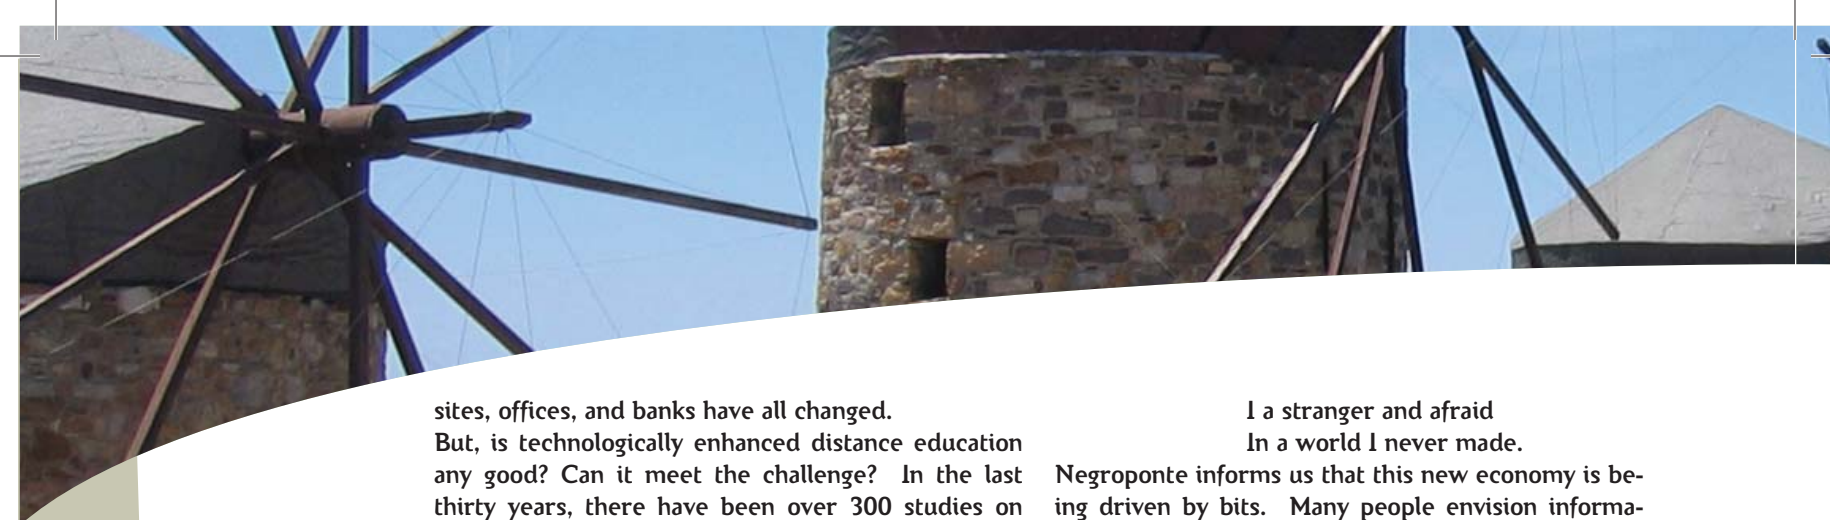 sites, offices, and banks have all changed.
But, is technologically enhanced distance education
any good? Can it meet the challenge? In the last
thirty years, there have been over 300 studies on
I a stranger and afraid
In a world I never made.
Negroponte informs us that this new economy is be-
ing driven by bits. Many people envision informa-